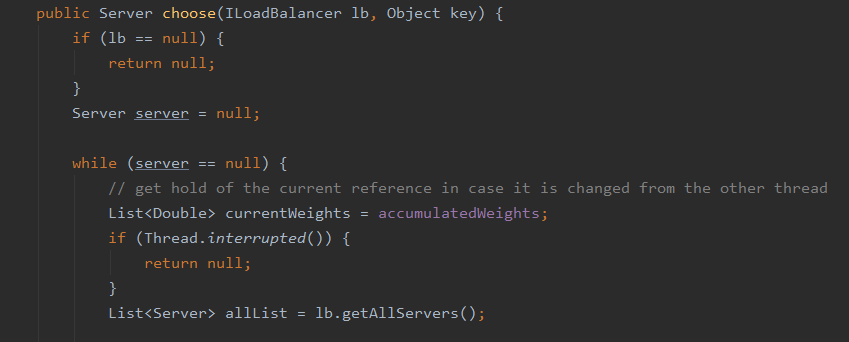 public Server choose(ILoadBalancer lb, Object key) {
if (lb == null) {
return null;
}
Server server = null;
while (server == null) {
// get hold of the current reference in case it is changed from the other thread
List<Double> currentWeights = accumulatedWeights;
if (Thread.interrupted()) {
return null;
}
List<Server> allList = lb.getAllServers();